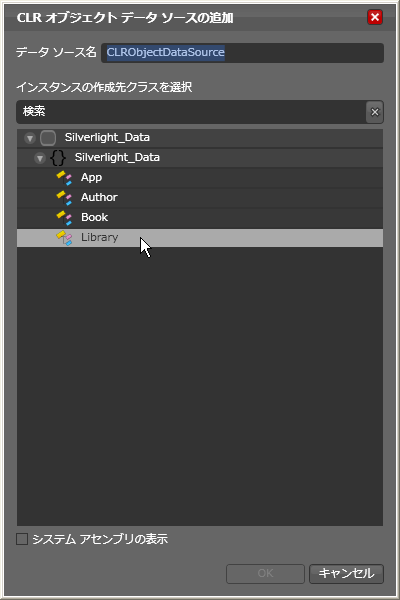 CLR オブジェクト データ ソースの追加
データ ソース名 CLRObjectDataSource
インスタンスの作成先クラスを選択
検索
Silverlight_Data
{} Silverlight_Data
App
Author
Book
Library
システム アセンブリの表示
OK キャンセル